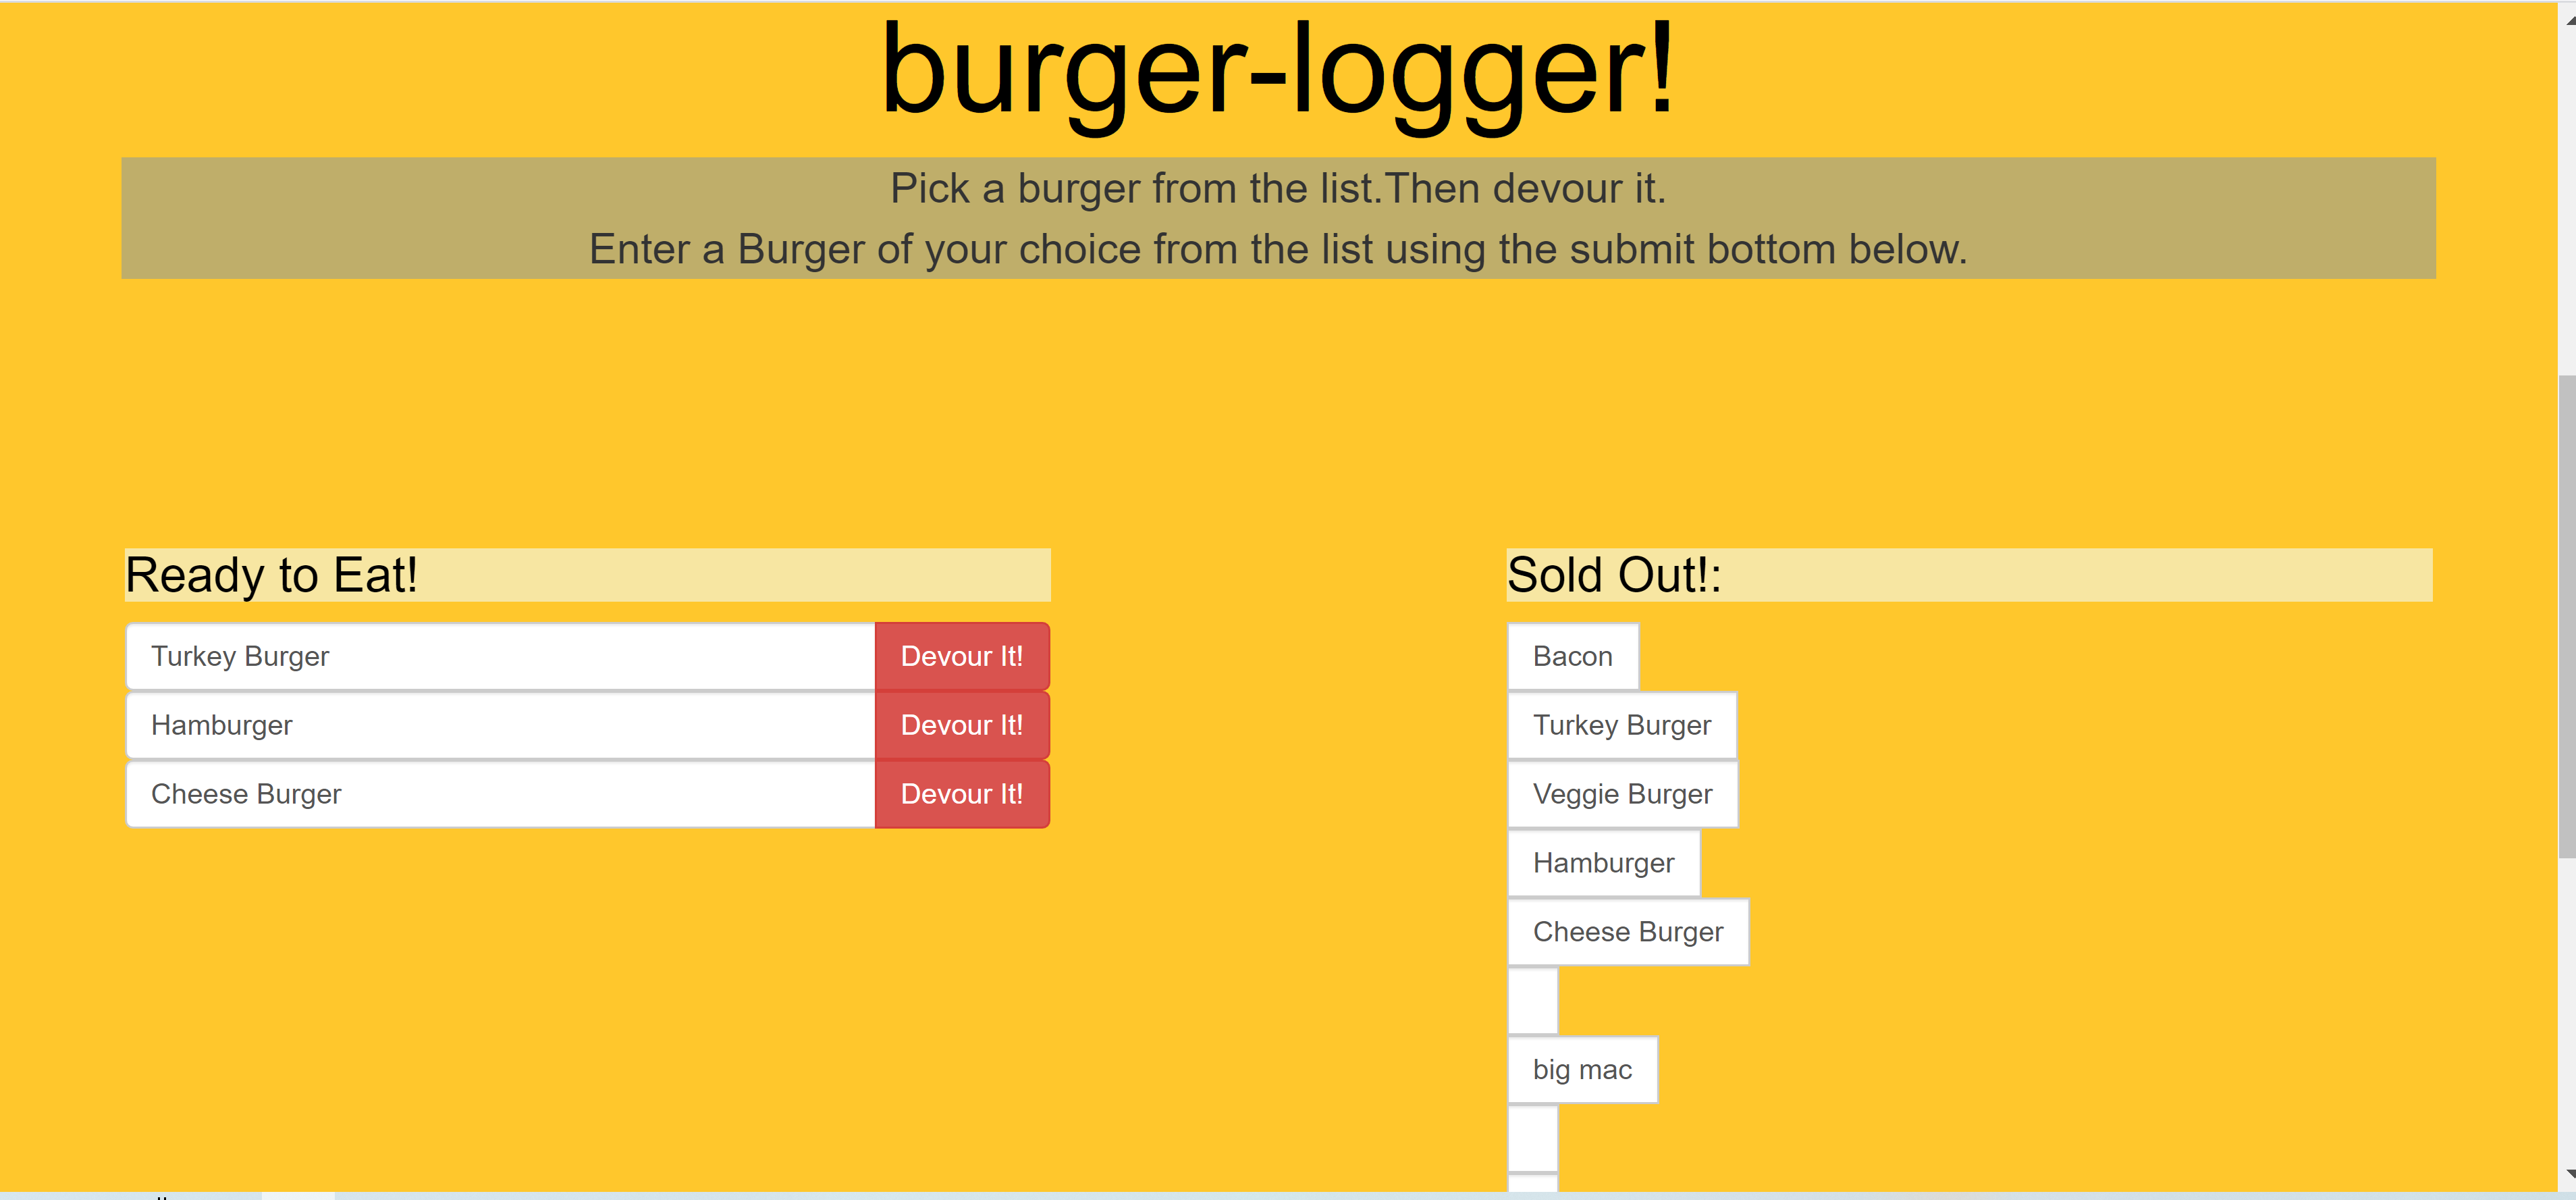 burger-logger!
Pick a burger from the list.Then devour it.
Enter a Burger of your choice from the list using the submit bottom below.
Ready to Eat!
Turkey Burger Devour It!
Hamburger Devour It!
Cheese Burger Devour It!
Sold Out!:
Bacon
Turkey Burger
Veggie Burger
Hamburger
Cheese Burger
big mac